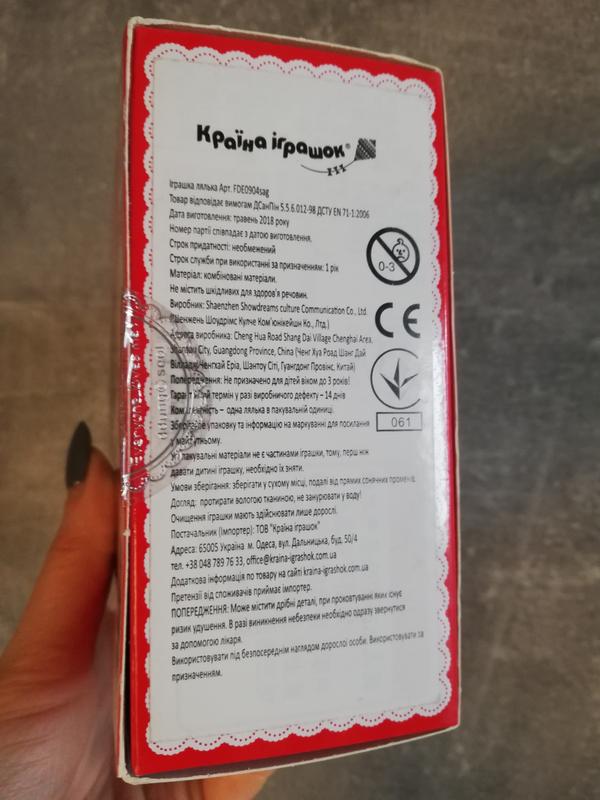 Країна іграшок®
Іграшка лялька Арт. FDE0904sag
Товар відповідає вимогам ДСанПін 5.5.6.012-98 ДСТУ EN 71-1:2006
Дата виготовлення: травень 2018 року
Номер партії співпадає з датою виготовлення.
Строк придатності: необмежений
Строк служби при використанні за призначенням: 1 рік
Матеріал: комбіновані матеріали.
Не містить шкідливих для здоров'я речовин.
Виробник: Shaenzhen Showdreams culture Communication Co., Ltd.
(Шенжень Шоудрімс Кулче Ком'юнікейшн Ко., Лтд.)
Адреса виробника: Cheng Hua Road Shang Dai Village Chenghai Area,
Shantou City, Guangdong Province, China (Ченг Хуа Роад Шанг Дай
Вілладж Ченгхай Еріа, Шантоу Сіті, Гуангдонг Провінс, Китай)
Попередження: Не призначено для дітей віком до 3 років!
Гарантійний термін у разі виробничого дефекту – 14 днів
Комплектність – одна лялька в пакувальній одиниці.
Зберігайте упаковку та інформацію на маркуванні для посилання
в майбутньому.
Усі пакувальні матеріали не є частинами іграшки, тому, перш ніж
давати дитині іграшку, необхідно їх зняти.
Умови зберігання: зберігати у сухому місці, подалі від прямих сонячних променів.
Догляд: протирати вологою тканиною, не занурювати у воду!
Очищення іграшки мають здійснювати лише дорослі.
Постачальник (Імпортер): ТОВ "Країна іграшок"
Адреса: 65005 Україна м. Одеса, вул. Дальницька, буд. 50/4
тел. +38 048 789 76 33, office@kraina-igrashok.com.ua
Додаткова інформація по товару на сайті kraina-igrashok.com.ua
Претензії від споживачів приймає імпортер.
ПОПЕРЕДЖЕННЯ: Може містити дрібні деталі, при проковтуванні яких існує
ризик удушення. В разі виникнення небезпеки необхідно одразу звернутися
за допомогою лікаря.
Використовувати під безпосереднім наглядом дорослої особи. Використовувати за
призначенням.
0-3
CE
061